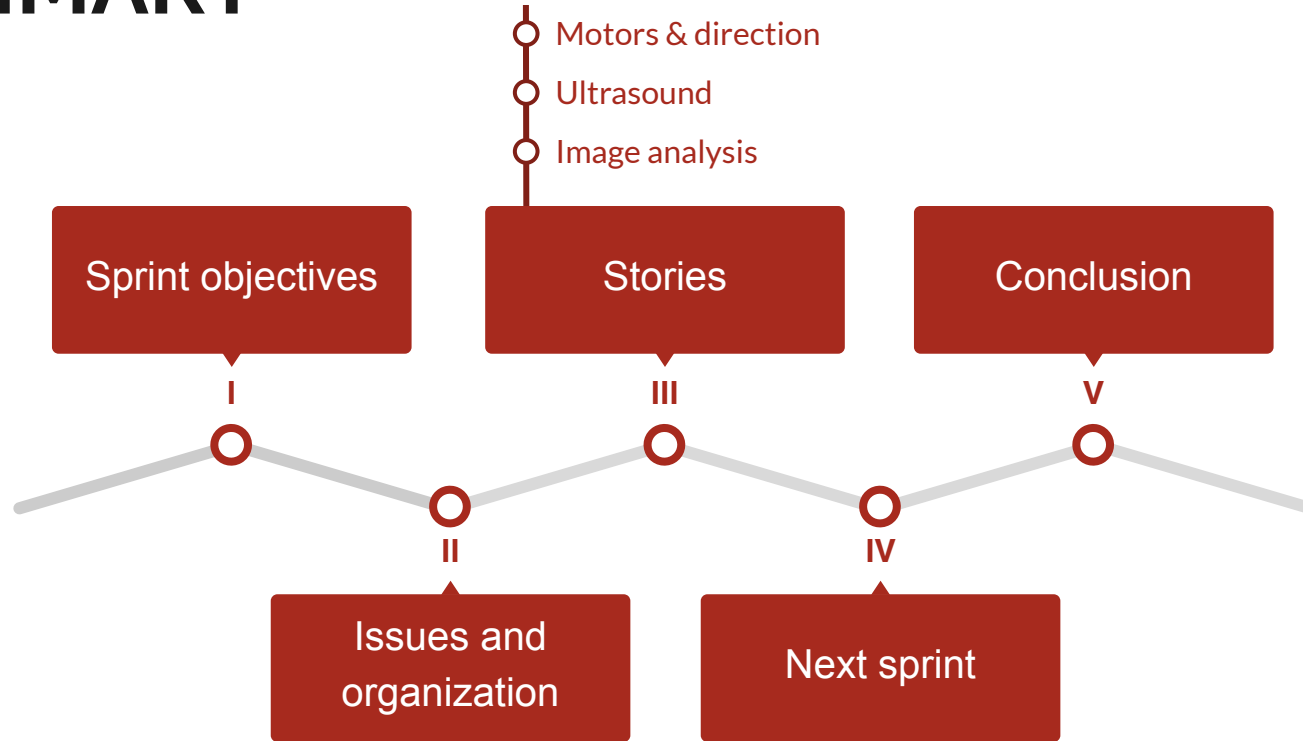 Motors & direction
Ultrasound
Image analysis
Sprint objectives
Stories
Conclusion
I
III
V
II
IV
Issues and
organization
Next sprint